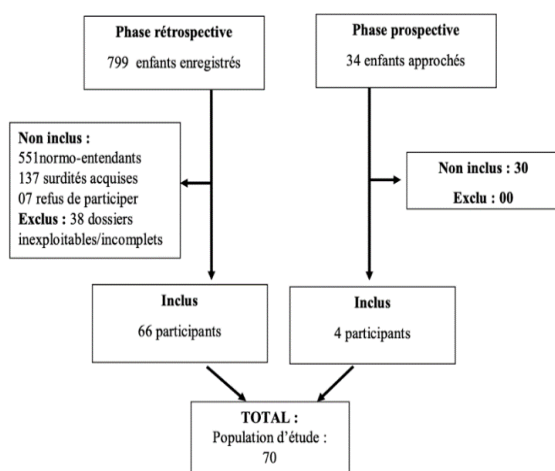 Phase rétrospective
799 enfants enregistrés
Phase prospective
34 enfants approchés
Non inclus :
551normo-entendants
137 surdités acquises
07 refus de participer
Exclus : 38 dossiers
inexploitables/incomplets
Non inclus : 30
Exclu : 00
Inclus
66 participants
Inclus
4 participants
TOTAL :
Population d'étude :
70